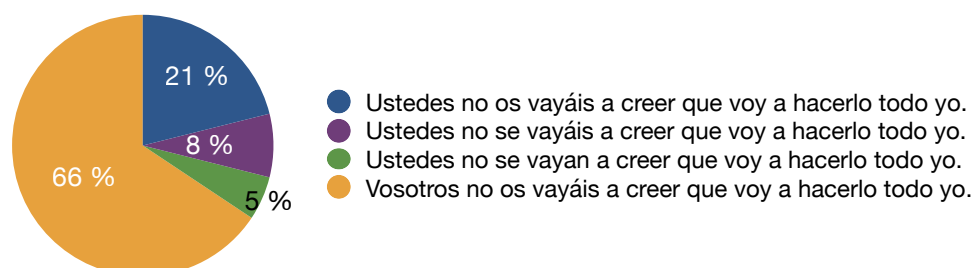 21 %
8 %
5 %
66 %
Ustedes no os vayáis a creer que voy a hacerlo todo yo.
Ustedes no se vayáis a creer que voy a hacerlo todo yo.
Ustedes no se vayan a creer que voy a hacerlo todo yo.
Vosotros no os vayáis a creer que voy a hacerlo todo yo.